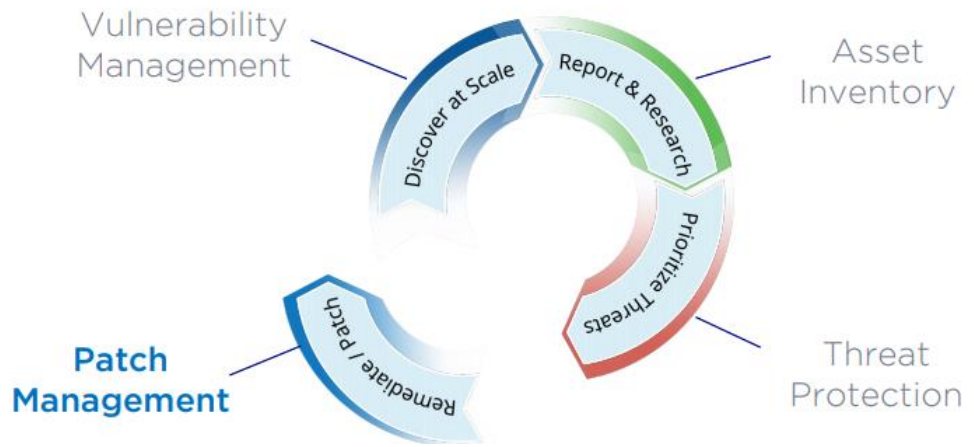 Vulnerability
Management
Discover at Scale
Report & Research
Asset
Inventory
Prioritize Threats
Threat
Protection
Remediate / Patch
Patch
Management